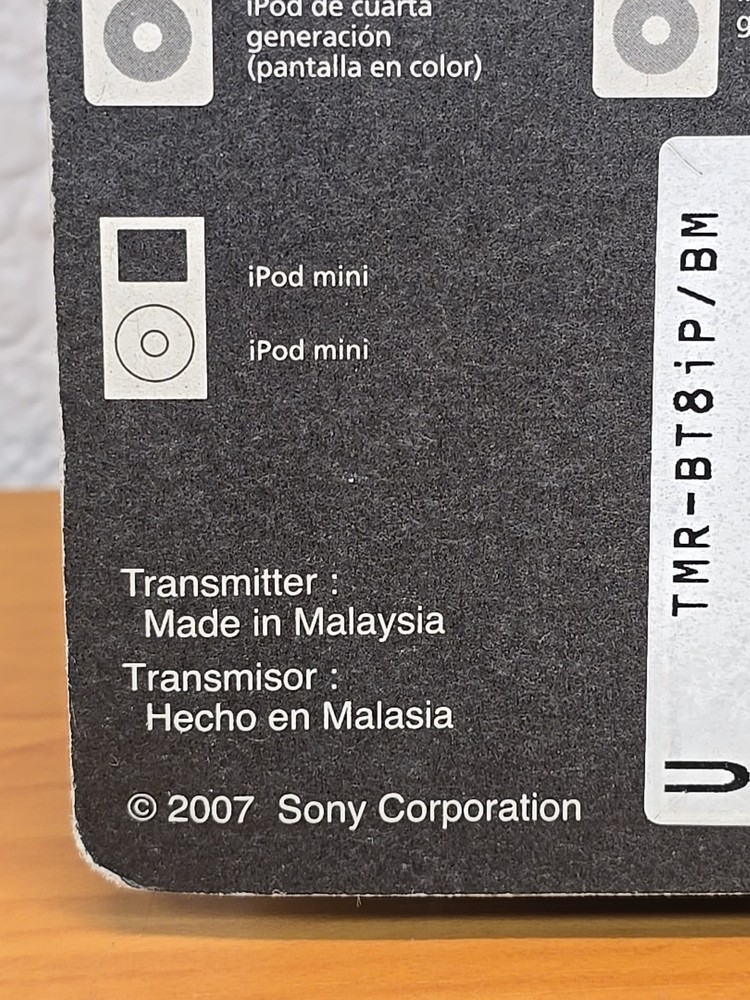 iPod de cuarta
generación
(pantalla en color)
iPod mini
iPod mini
Transmitter :
Made in Malaysia
Transmisor :
Hecho en Malasia
© 2007 Sony Corporation
TMR-BT8iP/BM
U